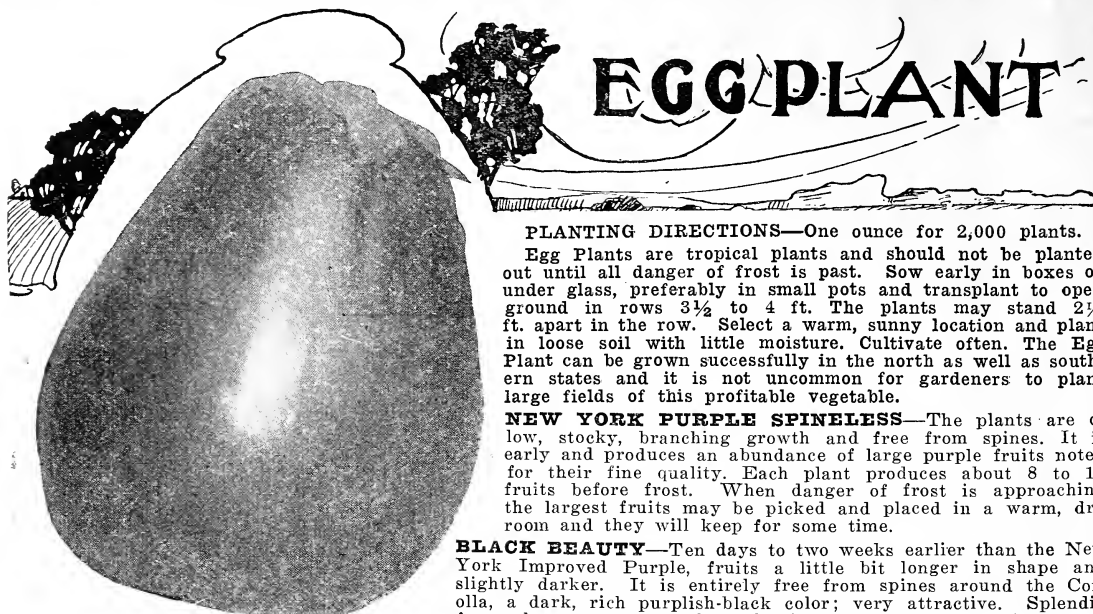 EGGPLANT
PLANTING DIRECTIONS—One ounce for 2,000 plants.
Egg Plants are tropical plants and should not be plante
out until all danger of frost is past. Sow early in boxes o
under glass, preferably in small pots and transplant to ope
ground in rows 3½ to 4 ft. The plants may stand 2½
ft. apart in the row. Select a warm, sunny location and plan
in loose soil with little moisture. Cultivate often. The Eg
Plant can be grown successfully in the north as well as south
ern states and it is not uncommon for gardeners to plan
large fields of this profitable vegetable.
NEW YORK PURPLE SPINELESS—The plants are o
low, stocky, branching growth and free from spines. It i
early and produces an abundance of large purple fruits note
for their fine quality. Each plant produces about 8 to 1
fruits before frost. When danger of frost is approachin
the largest fruits may be picked and placed in a warm, dr
room and they will keep for some time.
BLACK BEAUTY—Ten days to two weeks earlier than the Ne
York Improved Purple, fruits a little bit longer in shape an
slightly darker. It is entirely free from spines around the Cor
olla, a dark, rich purplish-black color; very attractive. Splendi